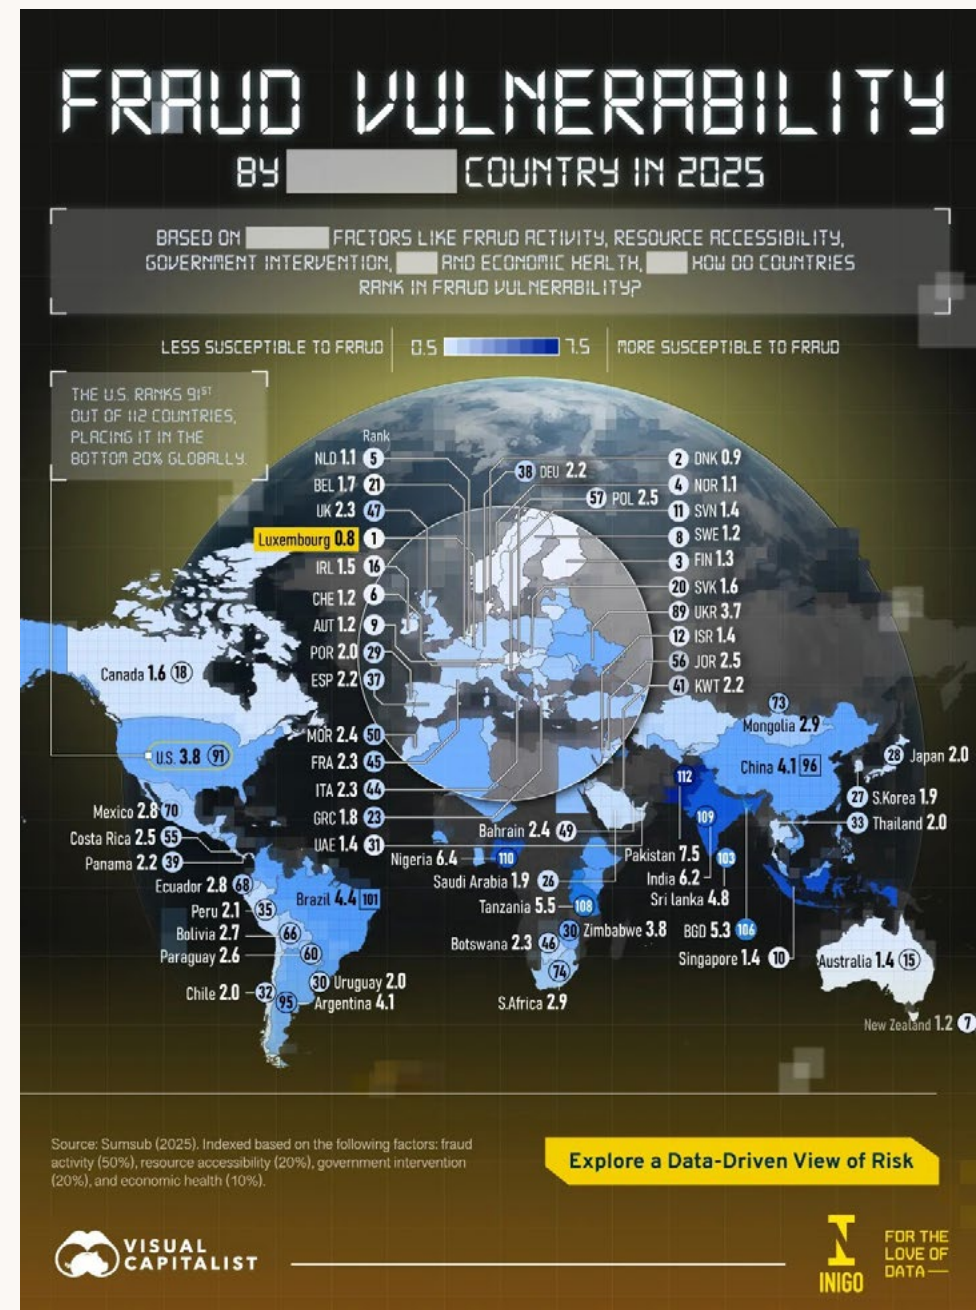 FRAUD VULNERABILITY
BY COUNTRY IN 2025
BASED ON FACTORS LIKE FRAUD ACTIVITY, RESOURCE ACCESSIBILITY,
GOVERNMENT INTERVENTION, AND ECONOMIC HEALTH, HOW DO COUNTRIES
RANK IN FRAUD VULNERABILITY?
LESS SUSCEPTIBLE TO FRAUD 0.5 7.5 MORE SUSCEPTIBLE TO FRAUD
THE U.S. RANKS 91ST
OUT OF 112 COUNTRIES,
PLACING IT IN THE
BOTTOM 20% GLOBALLY.
Rank
NLD 1.1 5
BEL 1.7 21
UK 2.3 47
Luxembourg 0.8 1
IRL 1.5 16
CHE 1.2 6
AUT 1.2 9
POR 2.0 29
ESP 2.2 37
MOR 2.4 50
FRA 2.3 45
ITA 2.3 44
GRC 1.8 23
UAE 1.4 31
38 DEU 2.2
57 POL 2.5
2 DNK 0.9
4 NOR 1.1
11 SVN 1.4
8 SWE 1.2
3 FIN 1.3
20 SVK 1.6
89 UKR 3.7
12 ISR 1.4
56 JOR 2.5
41 KWT 2.2
Canada 1.6 18
U.S. 3.8 91
Mexico 2.8 70
Costa Rica 2.5 55
Panama 2.2 39
Ecuador 2.8 68
Brazil 4.4 101
Peru 2.1 35
Bolivia 2.7 66
Paraguay 2.6 60
Chile 2.0 32
30 Uruguay 2.0
95 Argentina 4.1
Bahrain 2.4 49
Nigeria 6.4 110
Saudi Arabia 1.9 26
Tanzania 5.5 108
30 Zimbabwe 3.8
Botswana 2.3 46
74
S.Africa 2.9
73
Mongolia 2.9
China 4.1 96
28 Japan 2.0
27 S.Korea 1.9
33 Thailand 2.0
112
Pakistan 7.5
109
India 6.2
103
Sri lanka 4.8
BGD 5.3 106
Singapore 1.4 10
Australia 1.4 15
New Zealand 1.2 7
Source: Sumsub (2025). Indexed based on the following factors: fraud
activity (50%), resource accessibility (20%), government intervention
(20%), and economic health (10%).
Explore a Data-Driven View of Risk
VISUAL
CAPITALIST
INIGO
FOR THE
LOVE OF
DATA —